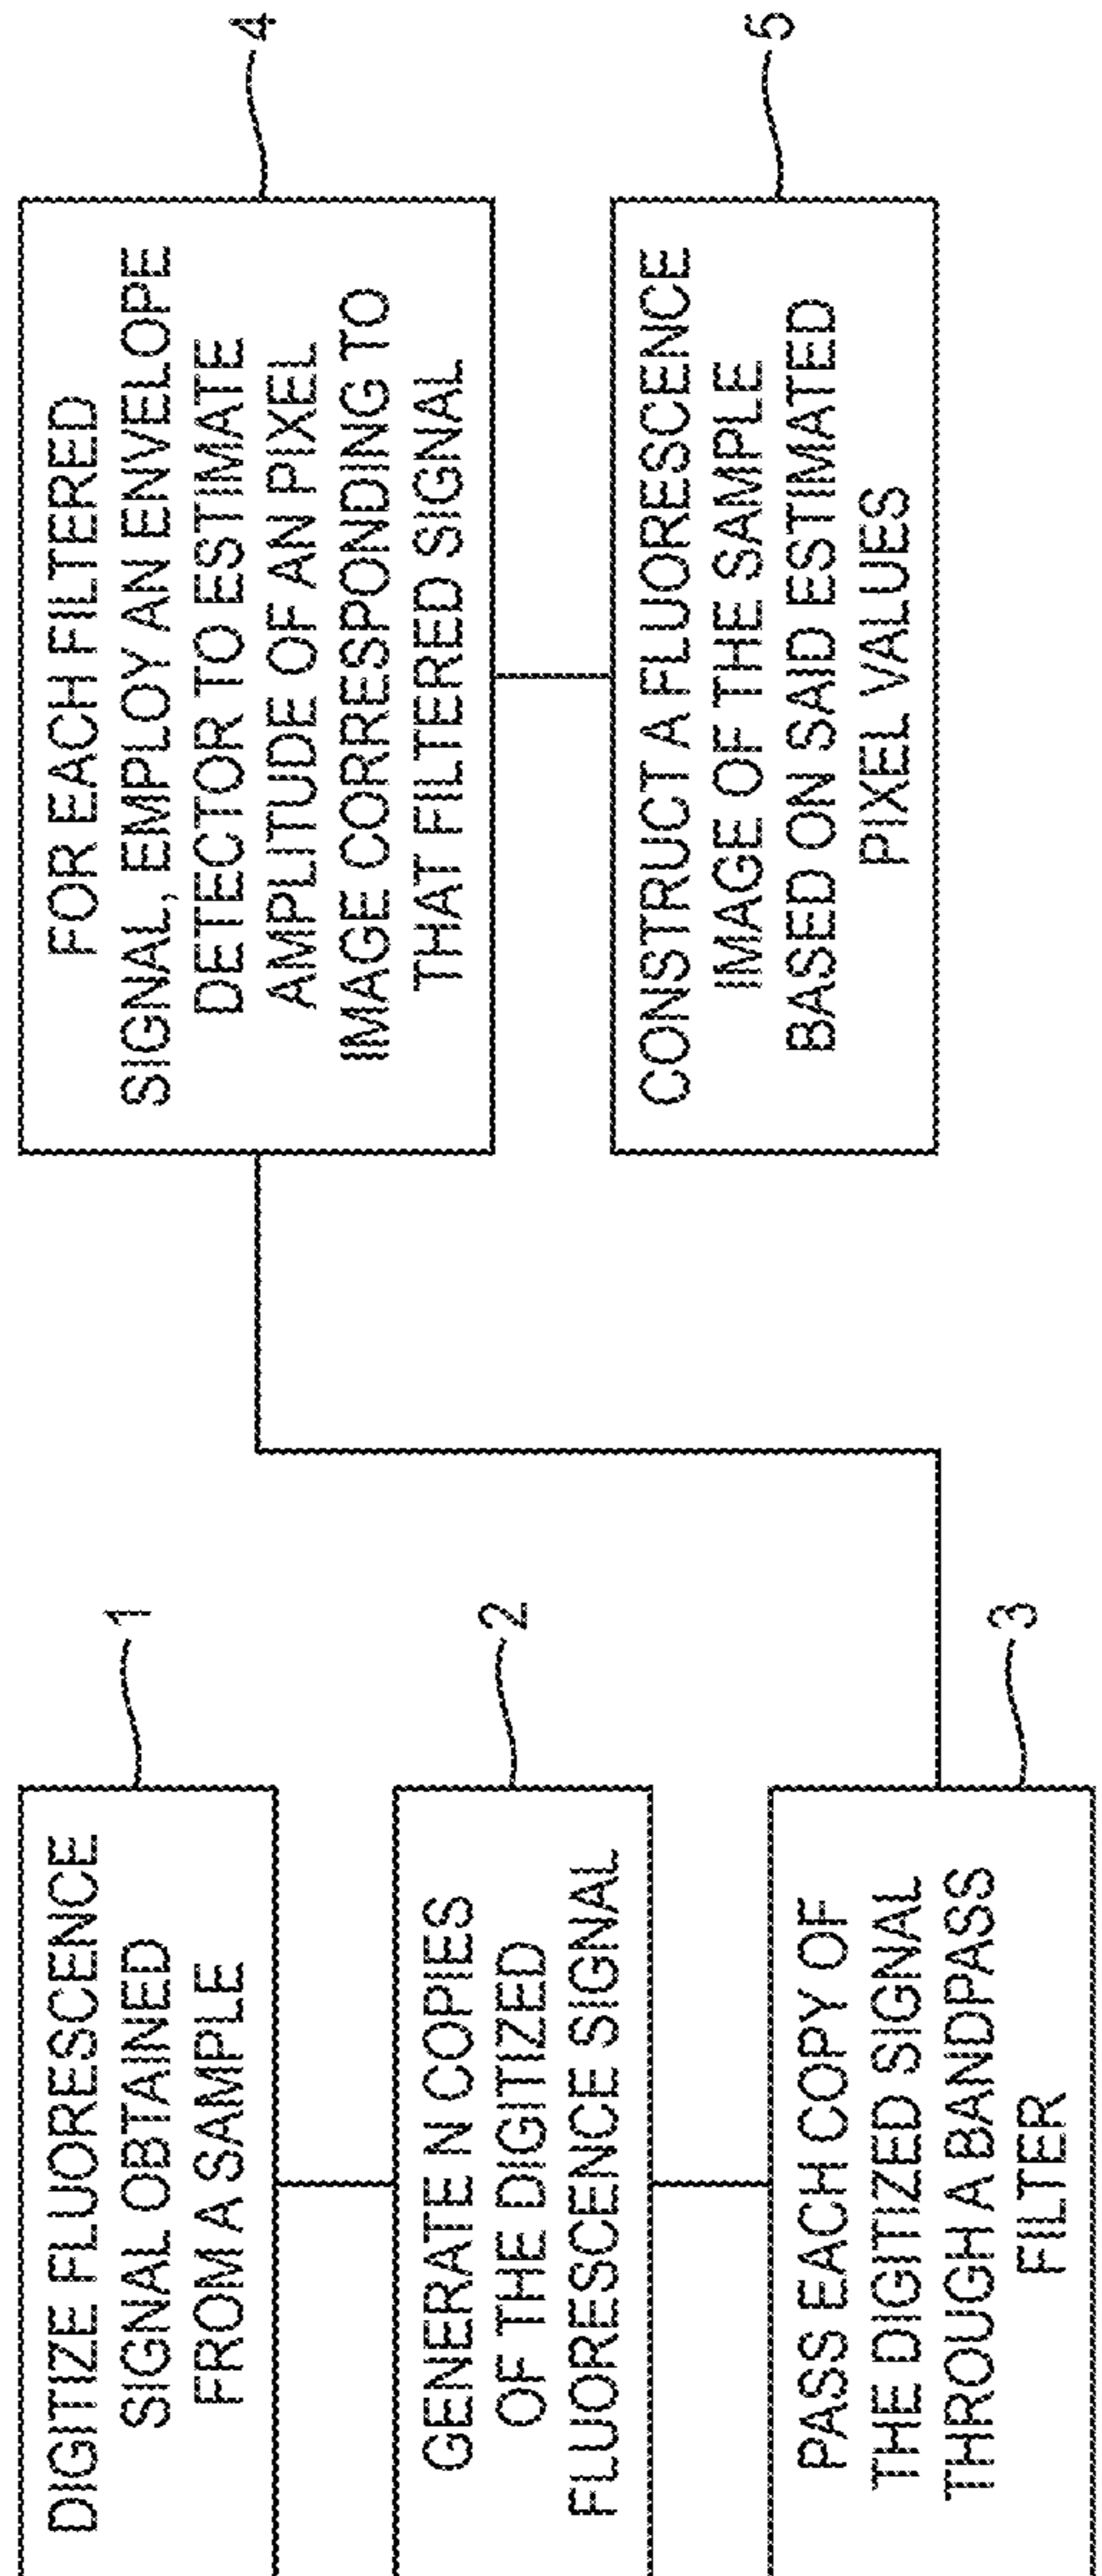 DIGITIZE FLUORESCENCE
SIGNAL OBTAINED
FROM A SAMPLE
1
GENERATE N COPIES
OF THE DIGITIZED
FLUORESCENCE SIGNAL
2
PASS EACH COPY OF
THE DIGITIZED SIGNAL
THROUGH A BANDPASS
FILTER
3
FOR EACH FILTERED
SIGNAL, EMPLOY AN ENVELOPE
DETECTOR TO ESTIMATE
AMPLITUDE OF AN PIXEL
IMAGE CORRESPONDING TO
THAT FILTERED SIGNAL
4
CONSTRUCT A FLUORESCENCE
IMAGE OF THE SAMPLE
BASED ON SAID ESTIMATED
PIXEL VALUES
5